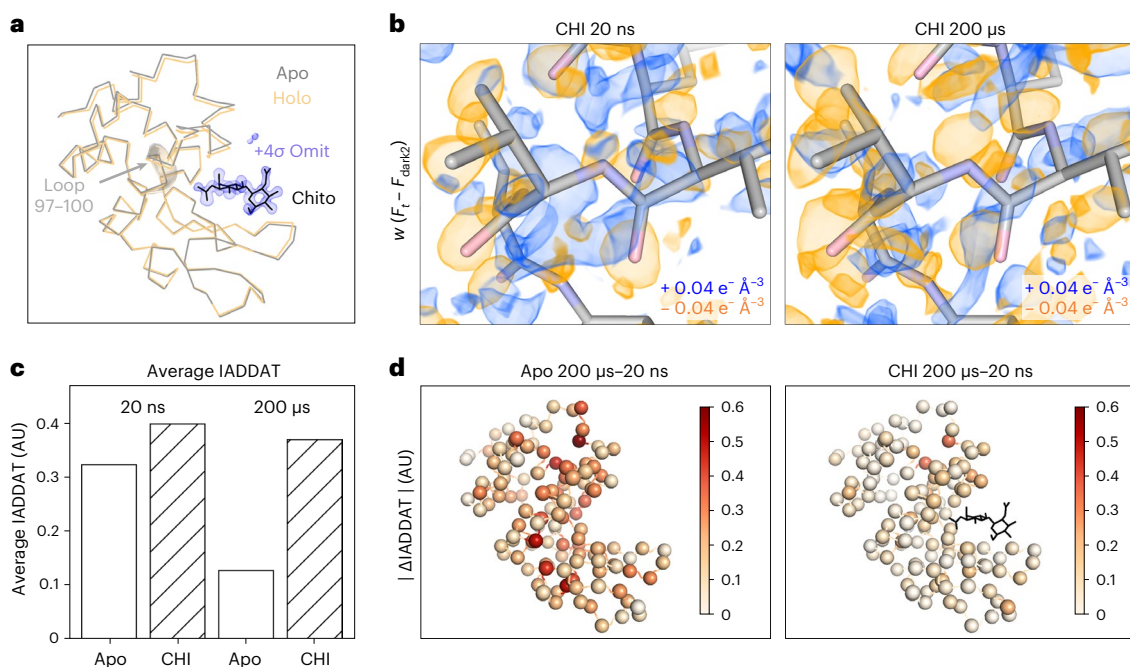 a
Apo
Holo
+4σ Omit
Loop
97–100
Chito
b
CHI 20 ns
CHI 200 µs
w (Ft – Fdark2)
+ 0.04 e– Å–3
– 0.04 e– Å–3
+ 0.04 e– Å–3
– 0.04 e– Å–3
c
Average IADDAT
20 ns
200 µs
Average IADDAT (AU)
0.4
0.3
0.2
0.1
0
Apo
CHI
Apo
CHI
d
Apo 200 µs–20 ns
CHI 200 µs–20 ns
| ΔIADDAT | (AU)
0.6
0.5
0.4
0.3
0.2
0.1
0
0.6
0.5
0.4
0.3
0.2
0.1
0